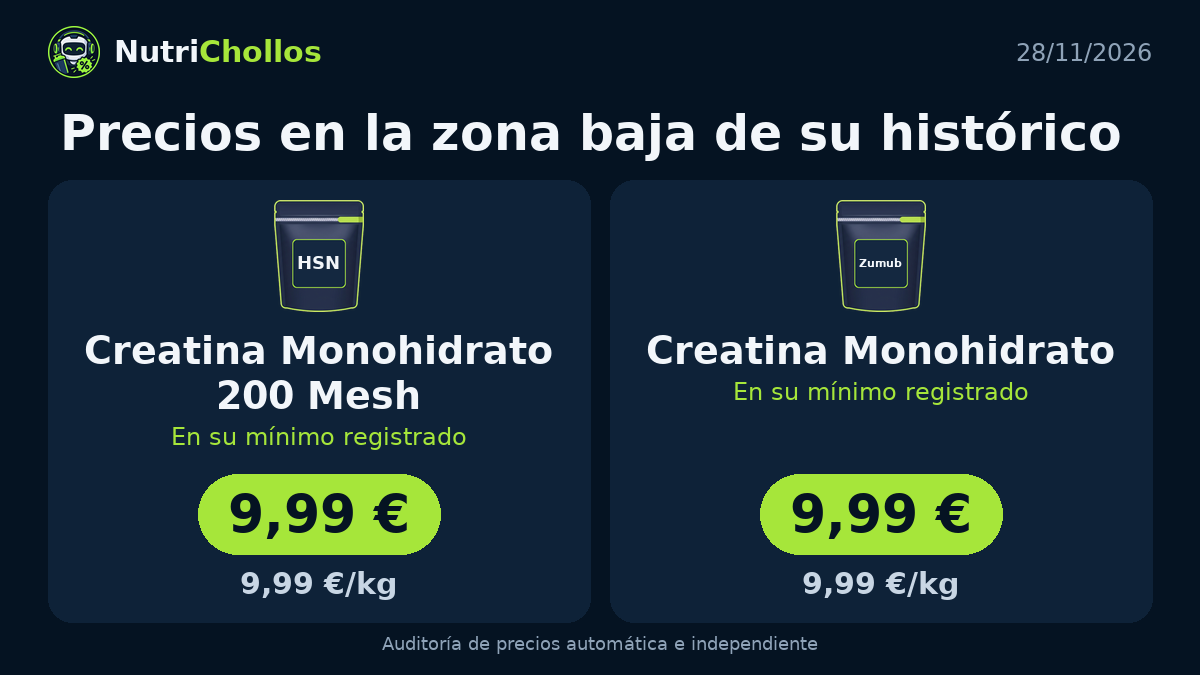 NutriChollos
28/11/2026
Precios en la zona baja de su histórico
HSN
Creatina Monohidrato
200 Mesh
En su mínimo registrado
9,99 €
9,99 €/kg
Zumub
Creatina Monohidrato
En su mínimo registrado
9,99 €
9,99 €/kg
Auditoría de precios automática e independiente